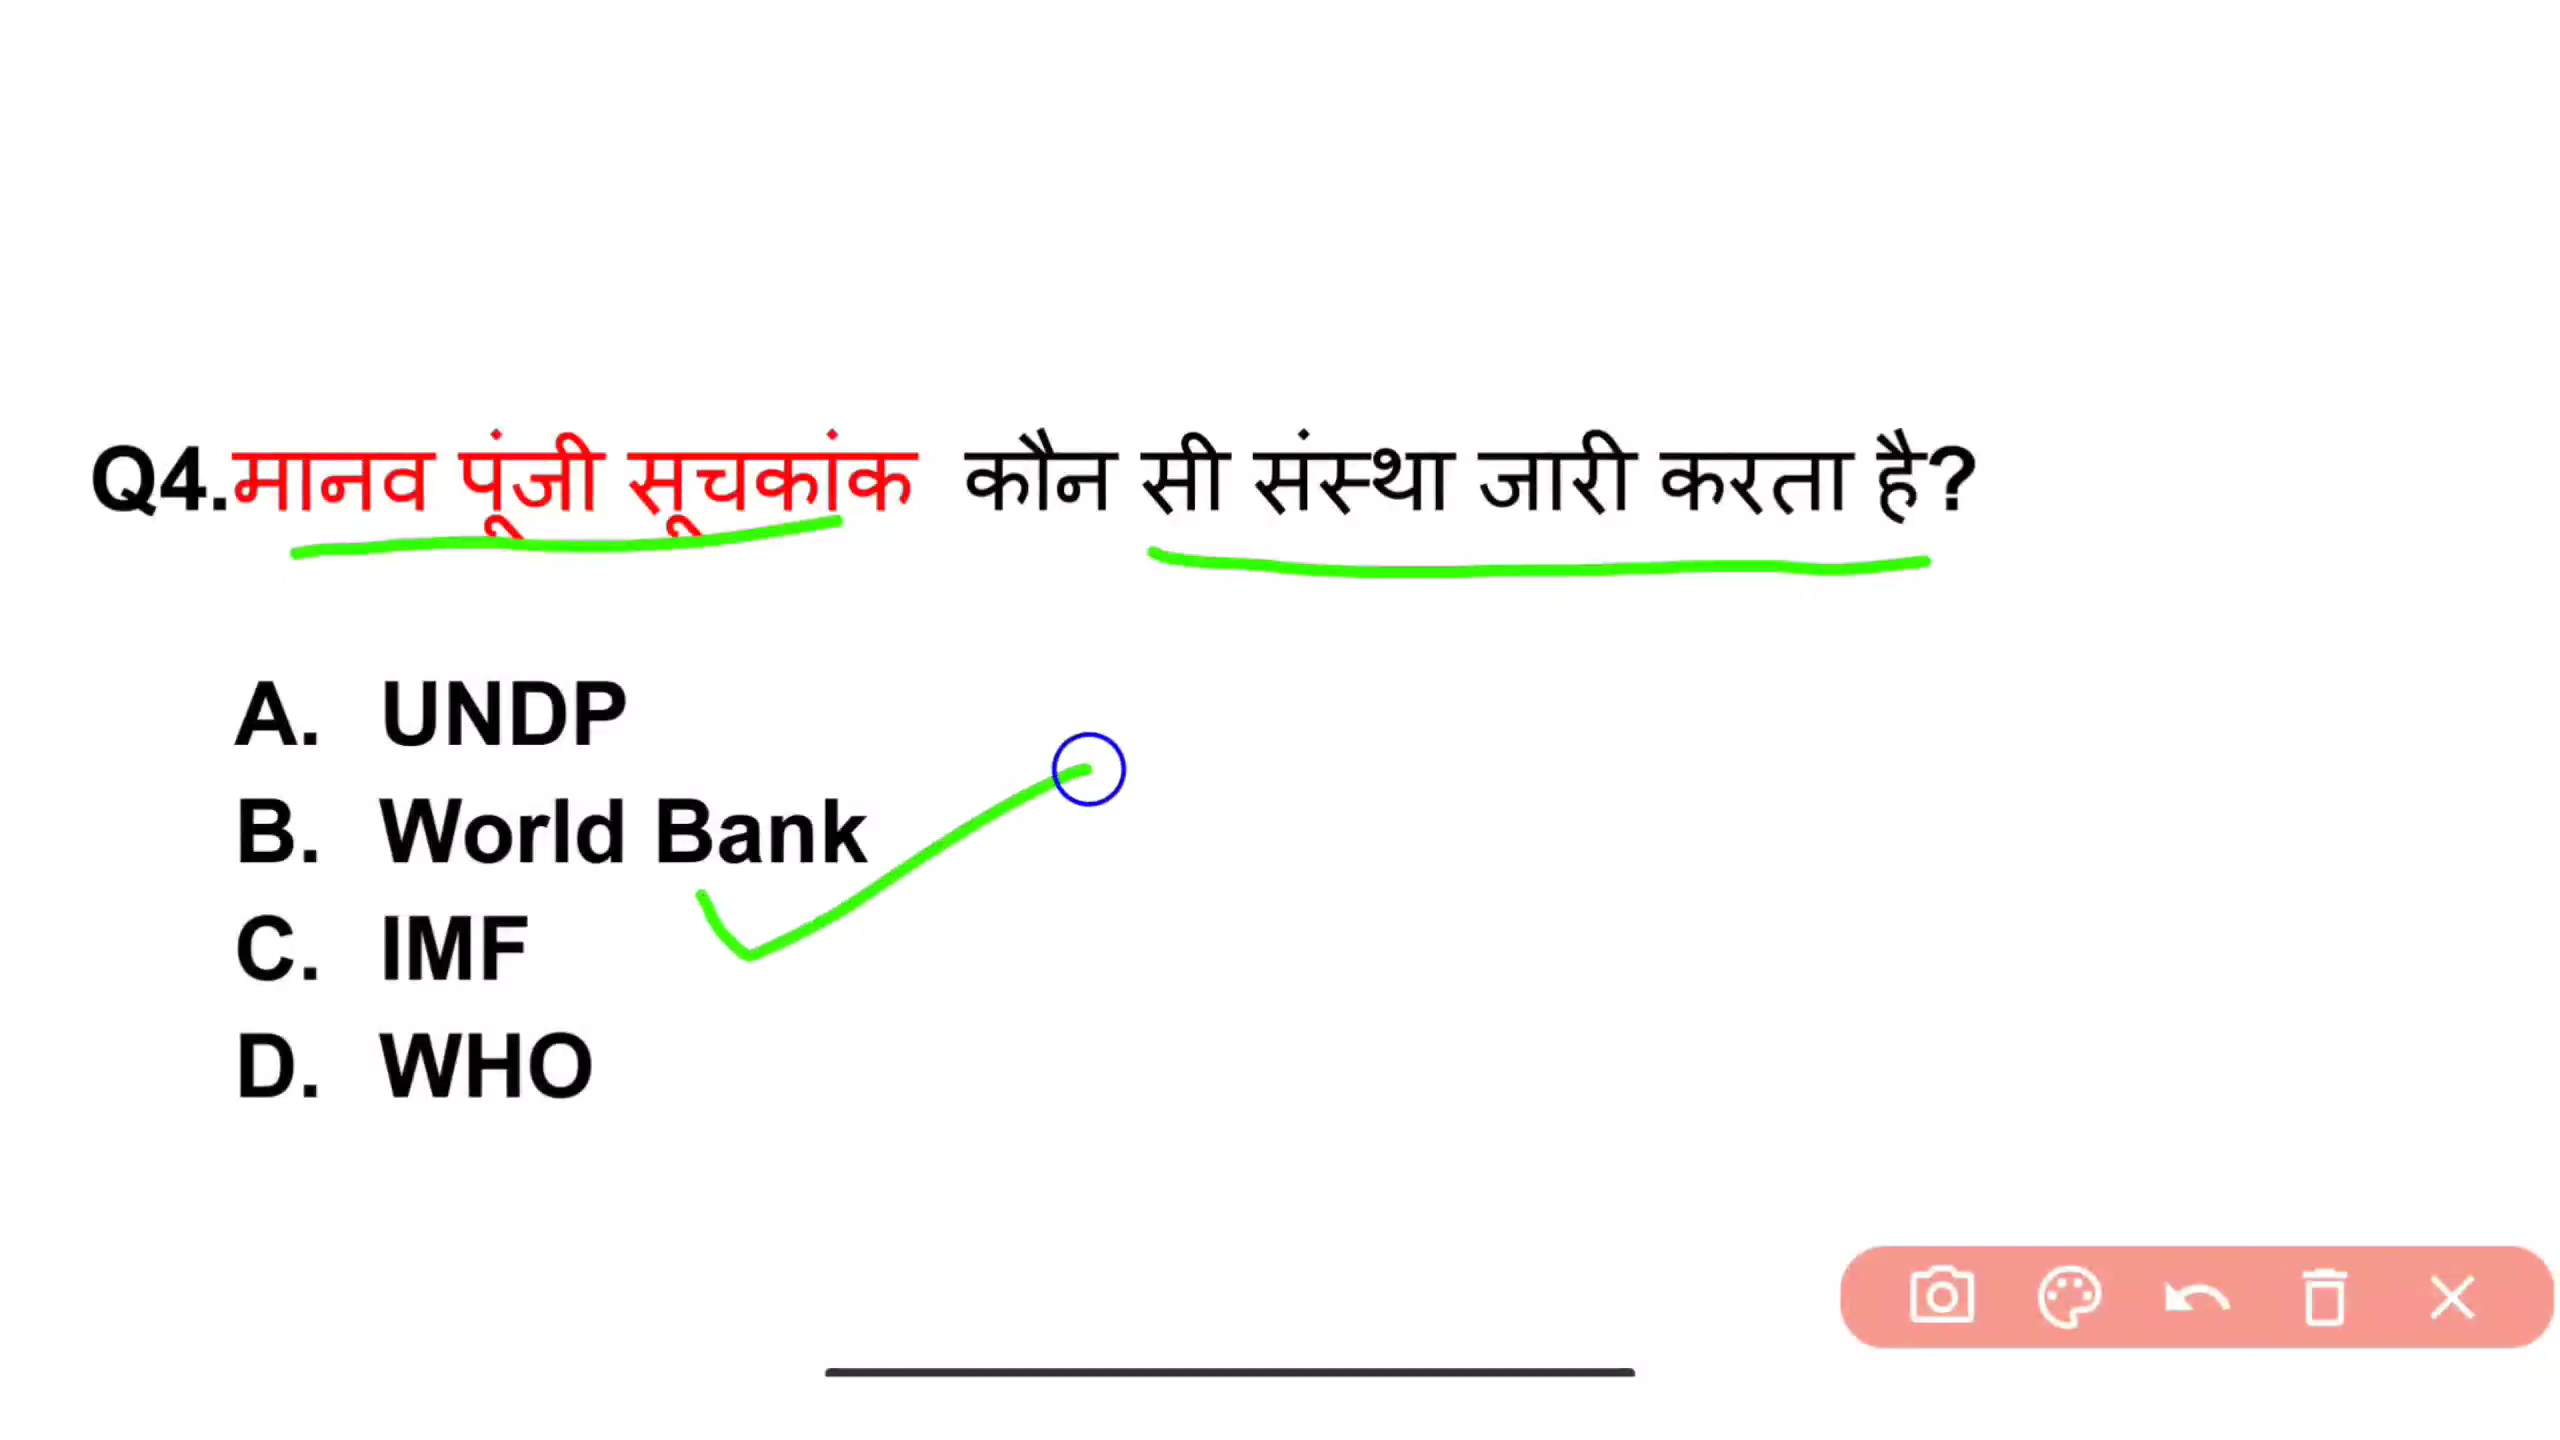 Q4.मानव पूंजी सूचकांक कौन सी संस्था जारी करता है?
A. UNDP
B. World Bank
C. IMF
D. WHO